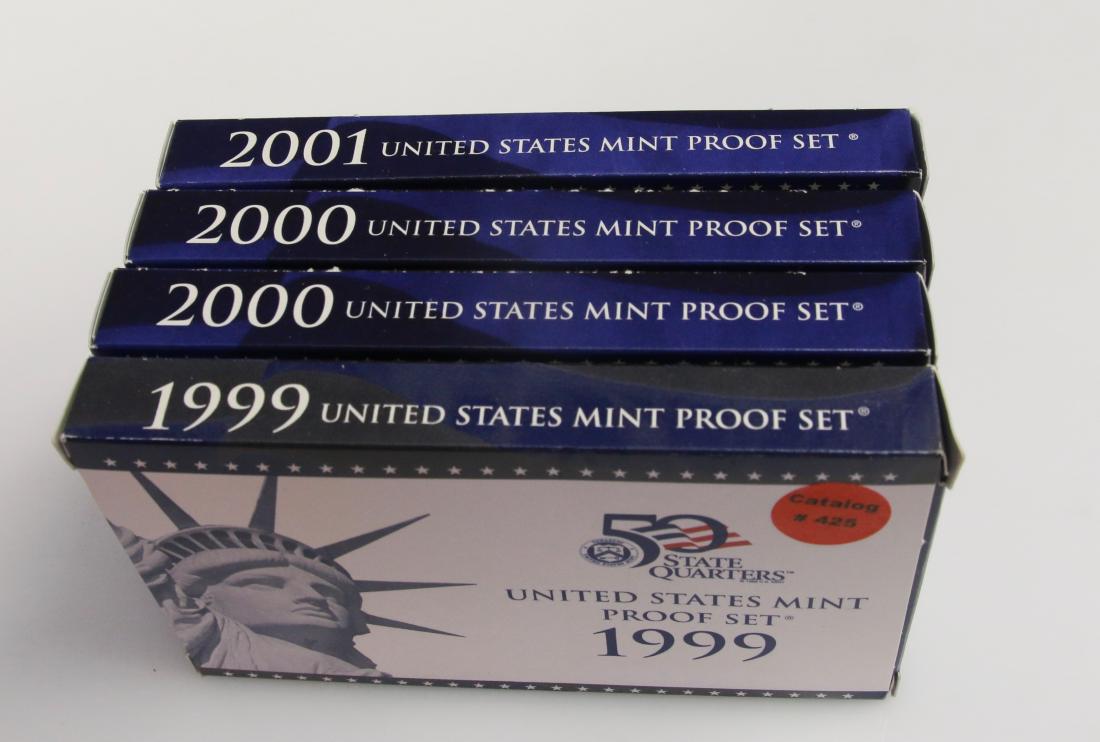 2001 UNITED STATES MINT PROOF SET®
2000 UNITED STATES MINT PROOF SET®
2000 UNITED STATES MINT PROOF SET®
1999 UNITED STATES MINT PROOF SET®
Catalog
# 425
50
STATE
QUARTERS™
UNITED STATES MINT
PROOF SET®
1999